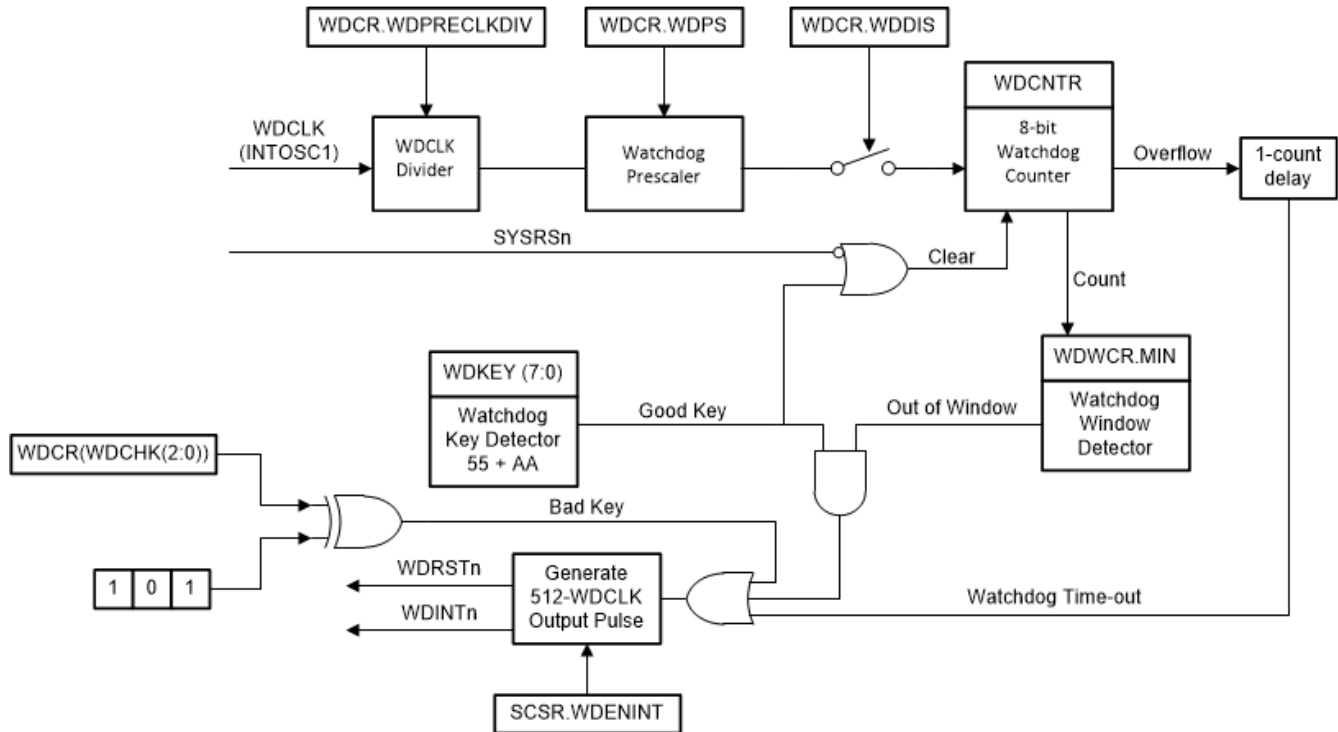 WDCR.WDPRECLKDIV
WDCR.WDPS
WDCR.WDDIS
WDCNTR
8-bit
Watchdog
Counter
WDCLK
(INTOSC1)
WDCLK
Divider
Watchdog
Prescaler
Overflow
1-count
delay
SYSRSn
Clear
Count
WDKEY (7:0)
Watchdog
Key Detector
55 + AA
Good Key
Out of Window
WDWCR.MIN
Watchdog
Window
Detector
WDCR(WDCHK(2:0))
Bad Key
1 0 1
WDRSTn
WDINTn
Generate
512-WDCLK
Output Pulse
Watchdog Time-out
SCSR.WDENINT